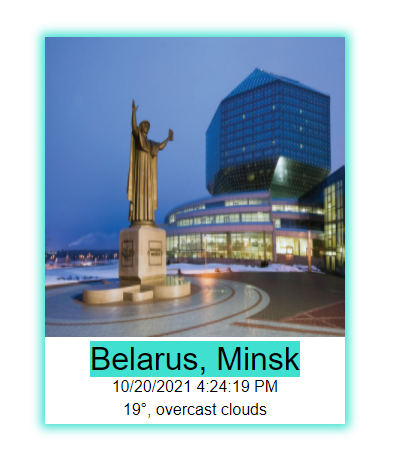 Belarus, Minsk
10/20/2021 4:24:19 PM
19°, overcast clouds